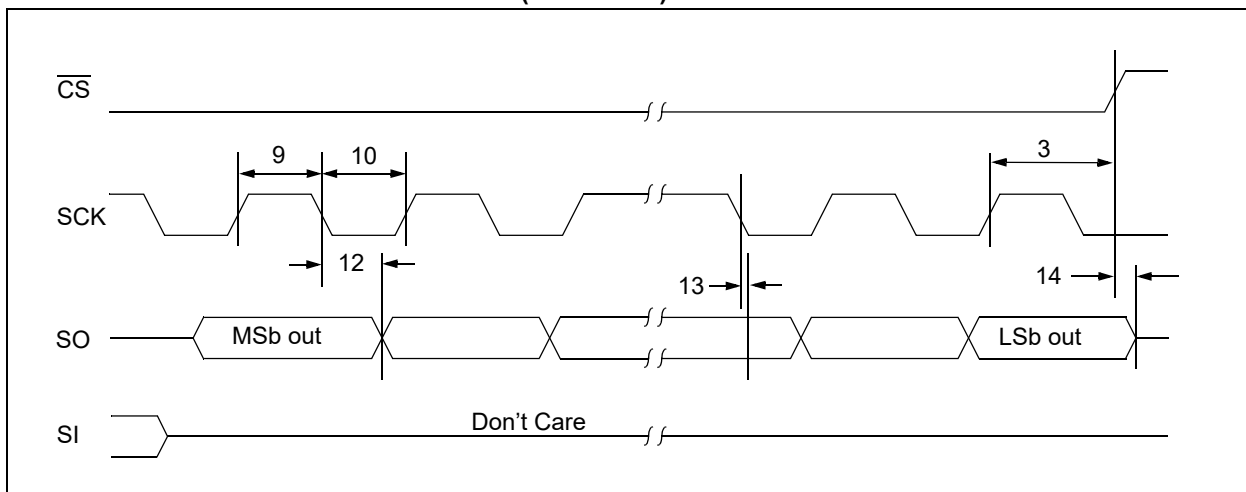 CS
9
10
3
SCK
12
13
14
SO
MSb out
LSb out
SI
Don't Care